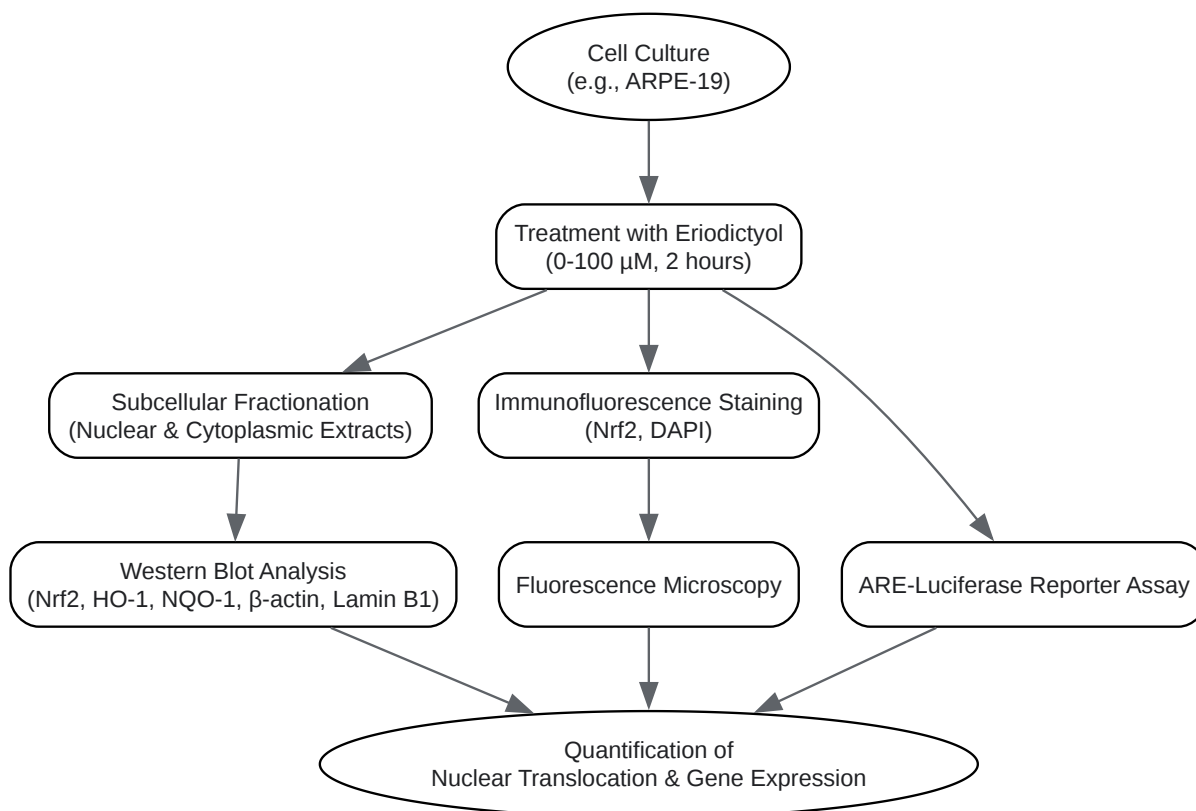 Cell Culture
(e.g., ARPE-19)
Treatment with Eriodictyol
(0-100 µM, 2 hours)
Subcellular Fractionation
(Nuclear & Cytoplasmic Extracts)
Immunofluorescence Staining
(Nrf2, DAPI)
Western Blot Analysis
(Nrf2, HO-1, NQO-1, β-actin, Lamin B1)
Fluorescence Microscopy
ARE-Luciferase Reporter Assay
Quantification of
Nuclear Translocation & Gene Expression